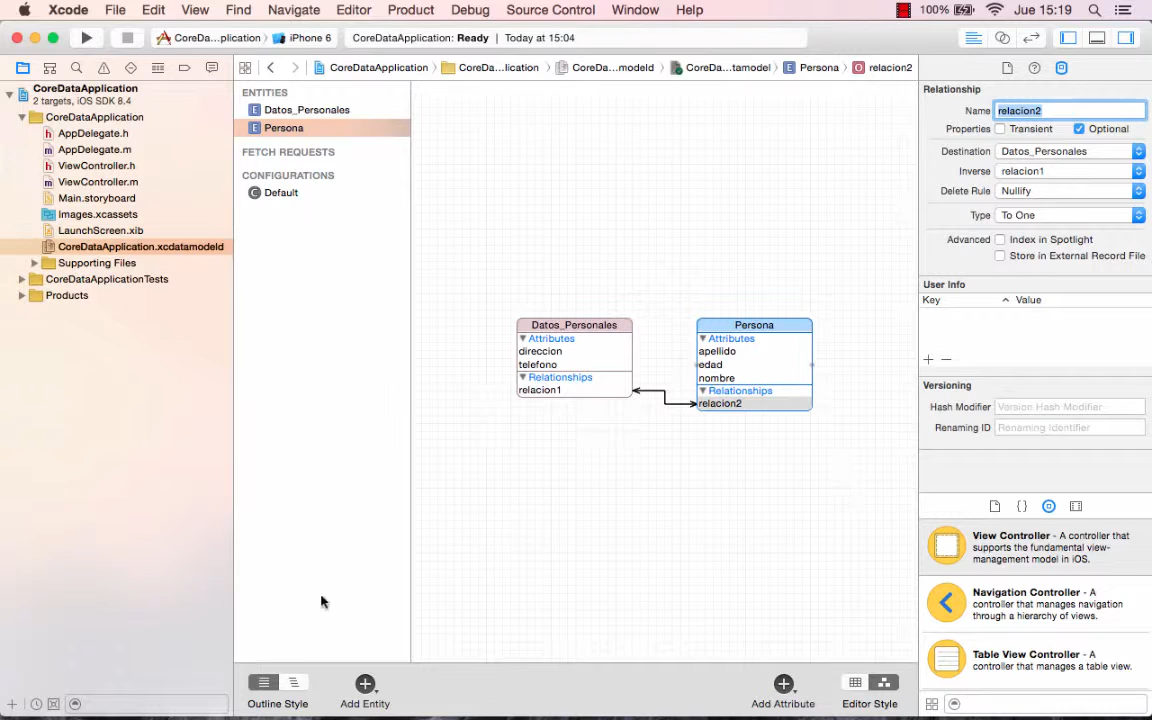 Xcode File Edit View Find Navigate Editor Product Debug Source Control Window Help 100% Jue 15:19
CoreDa...plication iPhone 6 CoreDataApplication: Ready Today at 15:04
CoreDataApplication CoreDa...lication CoreDa...modeld CoreDa...tamodel Persona relacion2
CoreDataApplication
2 targets, iOS SDK 8.4
CoreDataApplication
AppDelegate.h
AppDelegate.m
ViewController.h
ViewController.m
Main.storyboard
Images.xcassets
LaunchScreen.xib
CoreDataApplication.xcdatamodeld
Supporting Files
CoreDataApplicationTests
Products
ENTITIES
Datos_Personales
Persona
FETCH REQUESTS
CONFIGURATIONS
Default
Datos_Personales
Attributes
direccion
telefono
Relationships
relacion1
Persona
Attributes
apellido
edad
nombre
Relationships
relacion2
Outline Style Add Entity Add Attribute Editor Style
Relationship
Name relacion2
Properties Transient Optional
Destination Datos_Personales
Inverse relacion1
Delete Rule Nullify
Type To One
Advanced Index in Spotlight
Store in External Record File
User Info
Key Value
Versioning
Hash Modifier Version Hash Modifier
Renaming ID Renaming Identifier
View Controller - A controller that
supports the fundamental view-
management model in iOS.
Navigation Controller - A
controller that manages navigation
through a hierarchy of views.
Table View Controller - A
controller that manages a table view.